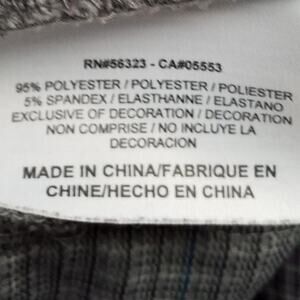 RN#56323 - CA#05553
95% POLYESTER / POLYESTER / POLIESTER
5% SPANDEX / ELASTHANNE / ELASTANO
EXCLUSIVE OF DECORATION / DECORATION
NON COMPRISE / NO INCLUYE LA
DECORACION
MADE IN CHINA/FABRIQUE EN
CHINE/HECHO EN CHINA